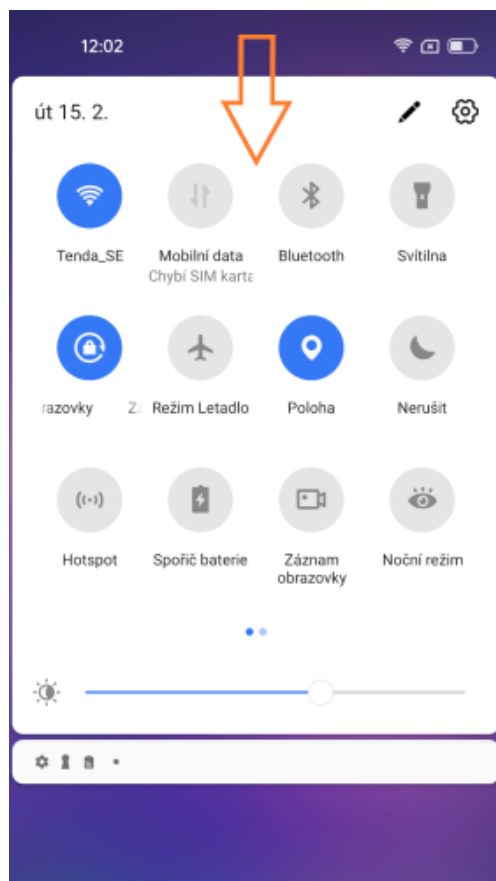 12:02
út 15. 2.
Tenda_SE
Mobilní data
Chybí SIM karta
Bluetooth
Svítilna
razovky
Režim Letadlo
Poloha
Nerušit
Hotspot
Spořič baterie
Záznam
obrazovky
Noční režim